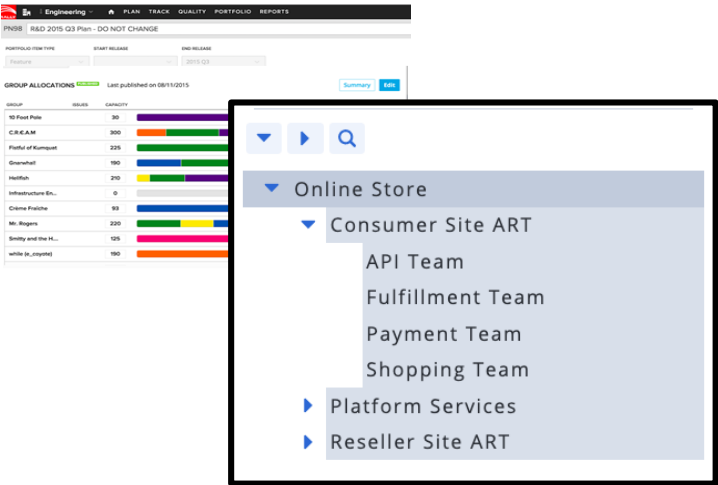 RALLY
Engineering PLAN TRACK QUALITY PORTFOLIO REPORTS
PN98 R&D 2015 Q3 Plan - DO NOT CHANGE
PORTFOLIO ITEM TYPE START RELEASE END RELEASE
Feature 2015 Q3
GROUP ALLOCATIONS PUBLISHED Last published on 08/11/2015 Summary Edit
GROUP ISSUES CAPACITY
10 Foot Pole 30
C.R.E.A.M 300
Fistful of Kumquat 225
Gnarwhal! 190
Hellfish 210
Infrastructure En... 0
Crème Fraîche 93
Mr. Rogers 220
Smitty and the H... 125
while (e_coyote) 190
Online Store
Consumer Site ART
API Team
Fulfillment Team
Payment Team
Shopping Team
Platform Services
Reseller Site ART